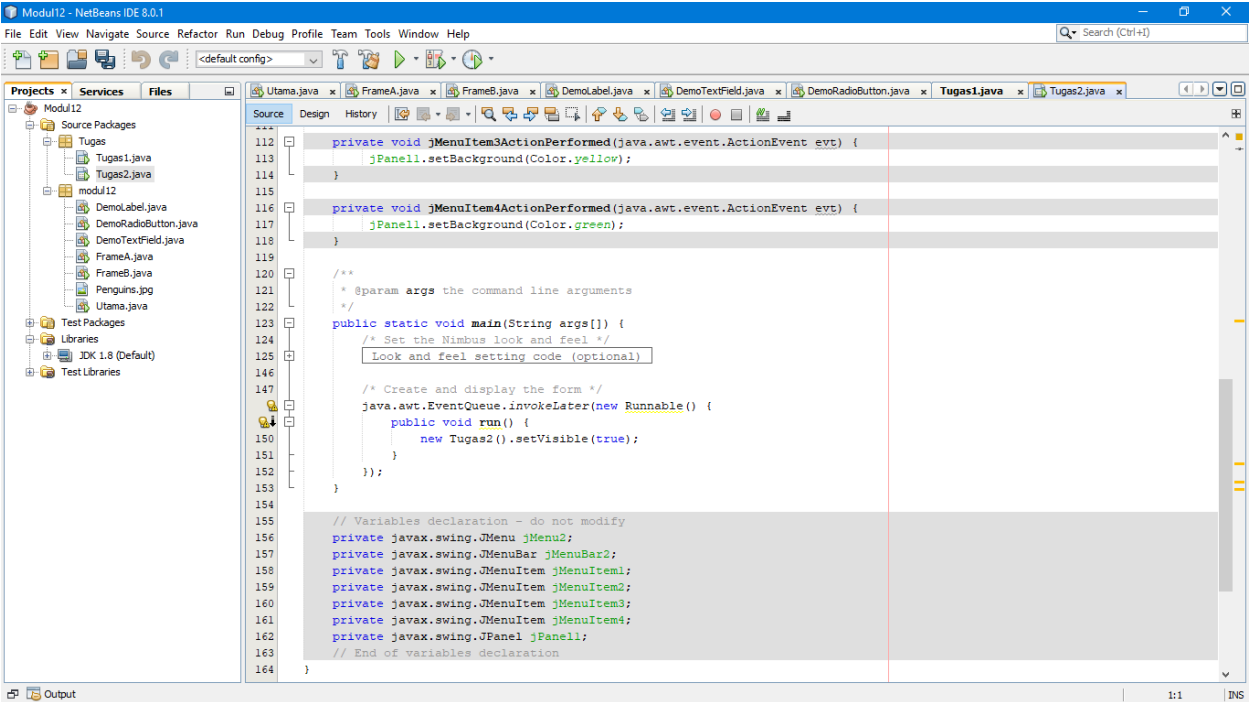 Modul12 - NetBeans IDE 8.0.1
File Edit View Navigate Source Refactor Run Debug Profile Team Tools Window Help
Search (Ctrl+I)
<default config>
Projects x Services Files
Utama.java x FrameA.java x FrameB.java x DemoLabel.java x DemoTextField.java x DemoRadioButton.java x Tugas1.java x Tugas2.java x
Modul12
Source Packages
Tugas
Tugas1.java
Tugas2.java
modul12
DemoLabel.java
DemoRadioButton.java
DemoTextField.java
FrameA.java
FrameB.java
Penguins.jpg
Utama.java
Test Packages
Libraries
JDK 1.8 (Default)
Test Libraries
Source Design History
111
112 private void jMenuItem3ActionPerformed(java.awt.event.ActionEvent evt) {
113 jPanel1.setBackground(Color.yellow);
114 }
115
116 private void jMenuItem4ActionPerformed(java.awt.event.ActionEvent evt) {
117 jPanel1.setBackground(Color.green);
118 }
119
120 /**
121 * @param args the command line arguments
122 */
123 public static void main(String args[]) {
124 /* Set the Nimbus look and feel */
125 Look and feel setting code (optional)
146
147 /* Create and display the form */
java.awt.EventQueue.invokeLater(new Runnable() {
public void run() {
150 new Tugas2().setVisible(true);
151 }
152 });
153 }
154
155 // Variables declaration - do not modify
156 private javax.swing.JMenu jMenu2;
157 private javax.swing.JMenuBar jMenuBar2;
158 private javax.swing.JMenuItem jMenuItem1;
159 private javax.swing.JMenuItem jMenuItem2;
160 private javax.swing.JMenuItem jMenuItem3;
161 private javax.swing.JMenuItem jMenuItem4;
162 private javax.swing.JPanel jPanel1;
163 // End of variables declaration
164 }
Output
1:1 INS